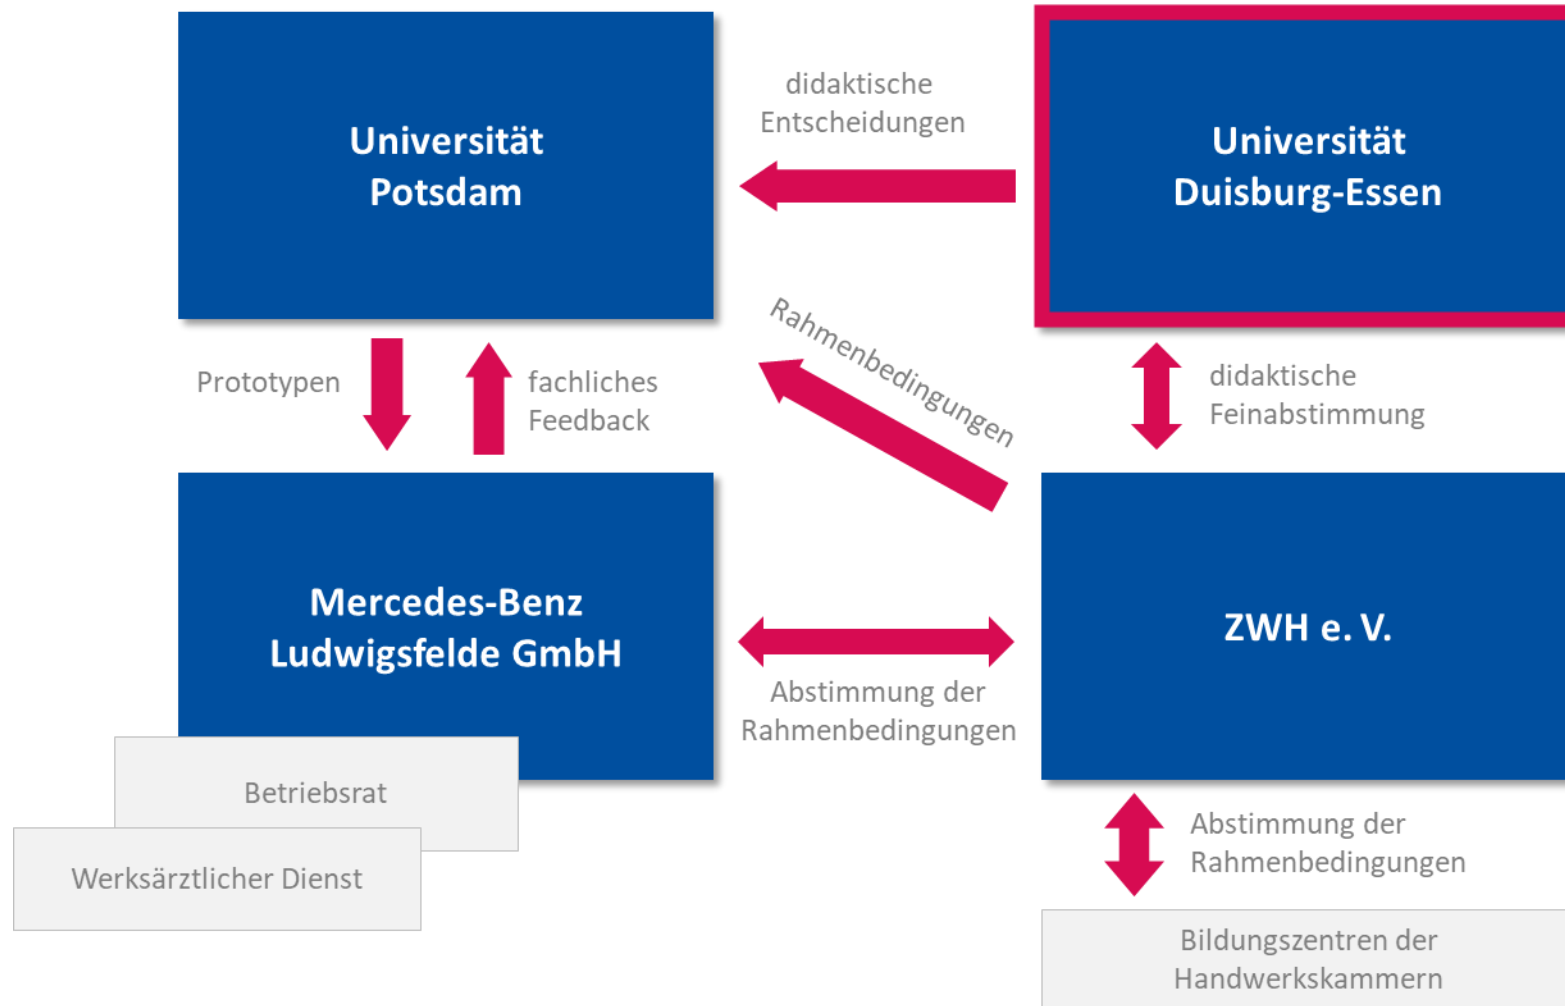 Universität
Potsdam
didaktische
Entscheidungen
Universität
Duisburg-Essen
Prototypen
fachliches
Feedback
Rahmenbedingungen
didaktische
Feinabstimmung
Mercedes-Benz
Ludwigsfelde GmbH
Abstimmung der
Rahmenbedingungen
ZWH e. V.
Betriebsrat
Werksärztlicher Dienst
Abstimmung der
Rahmenbedingungen
Bildungszentren der
Handwerkskammern